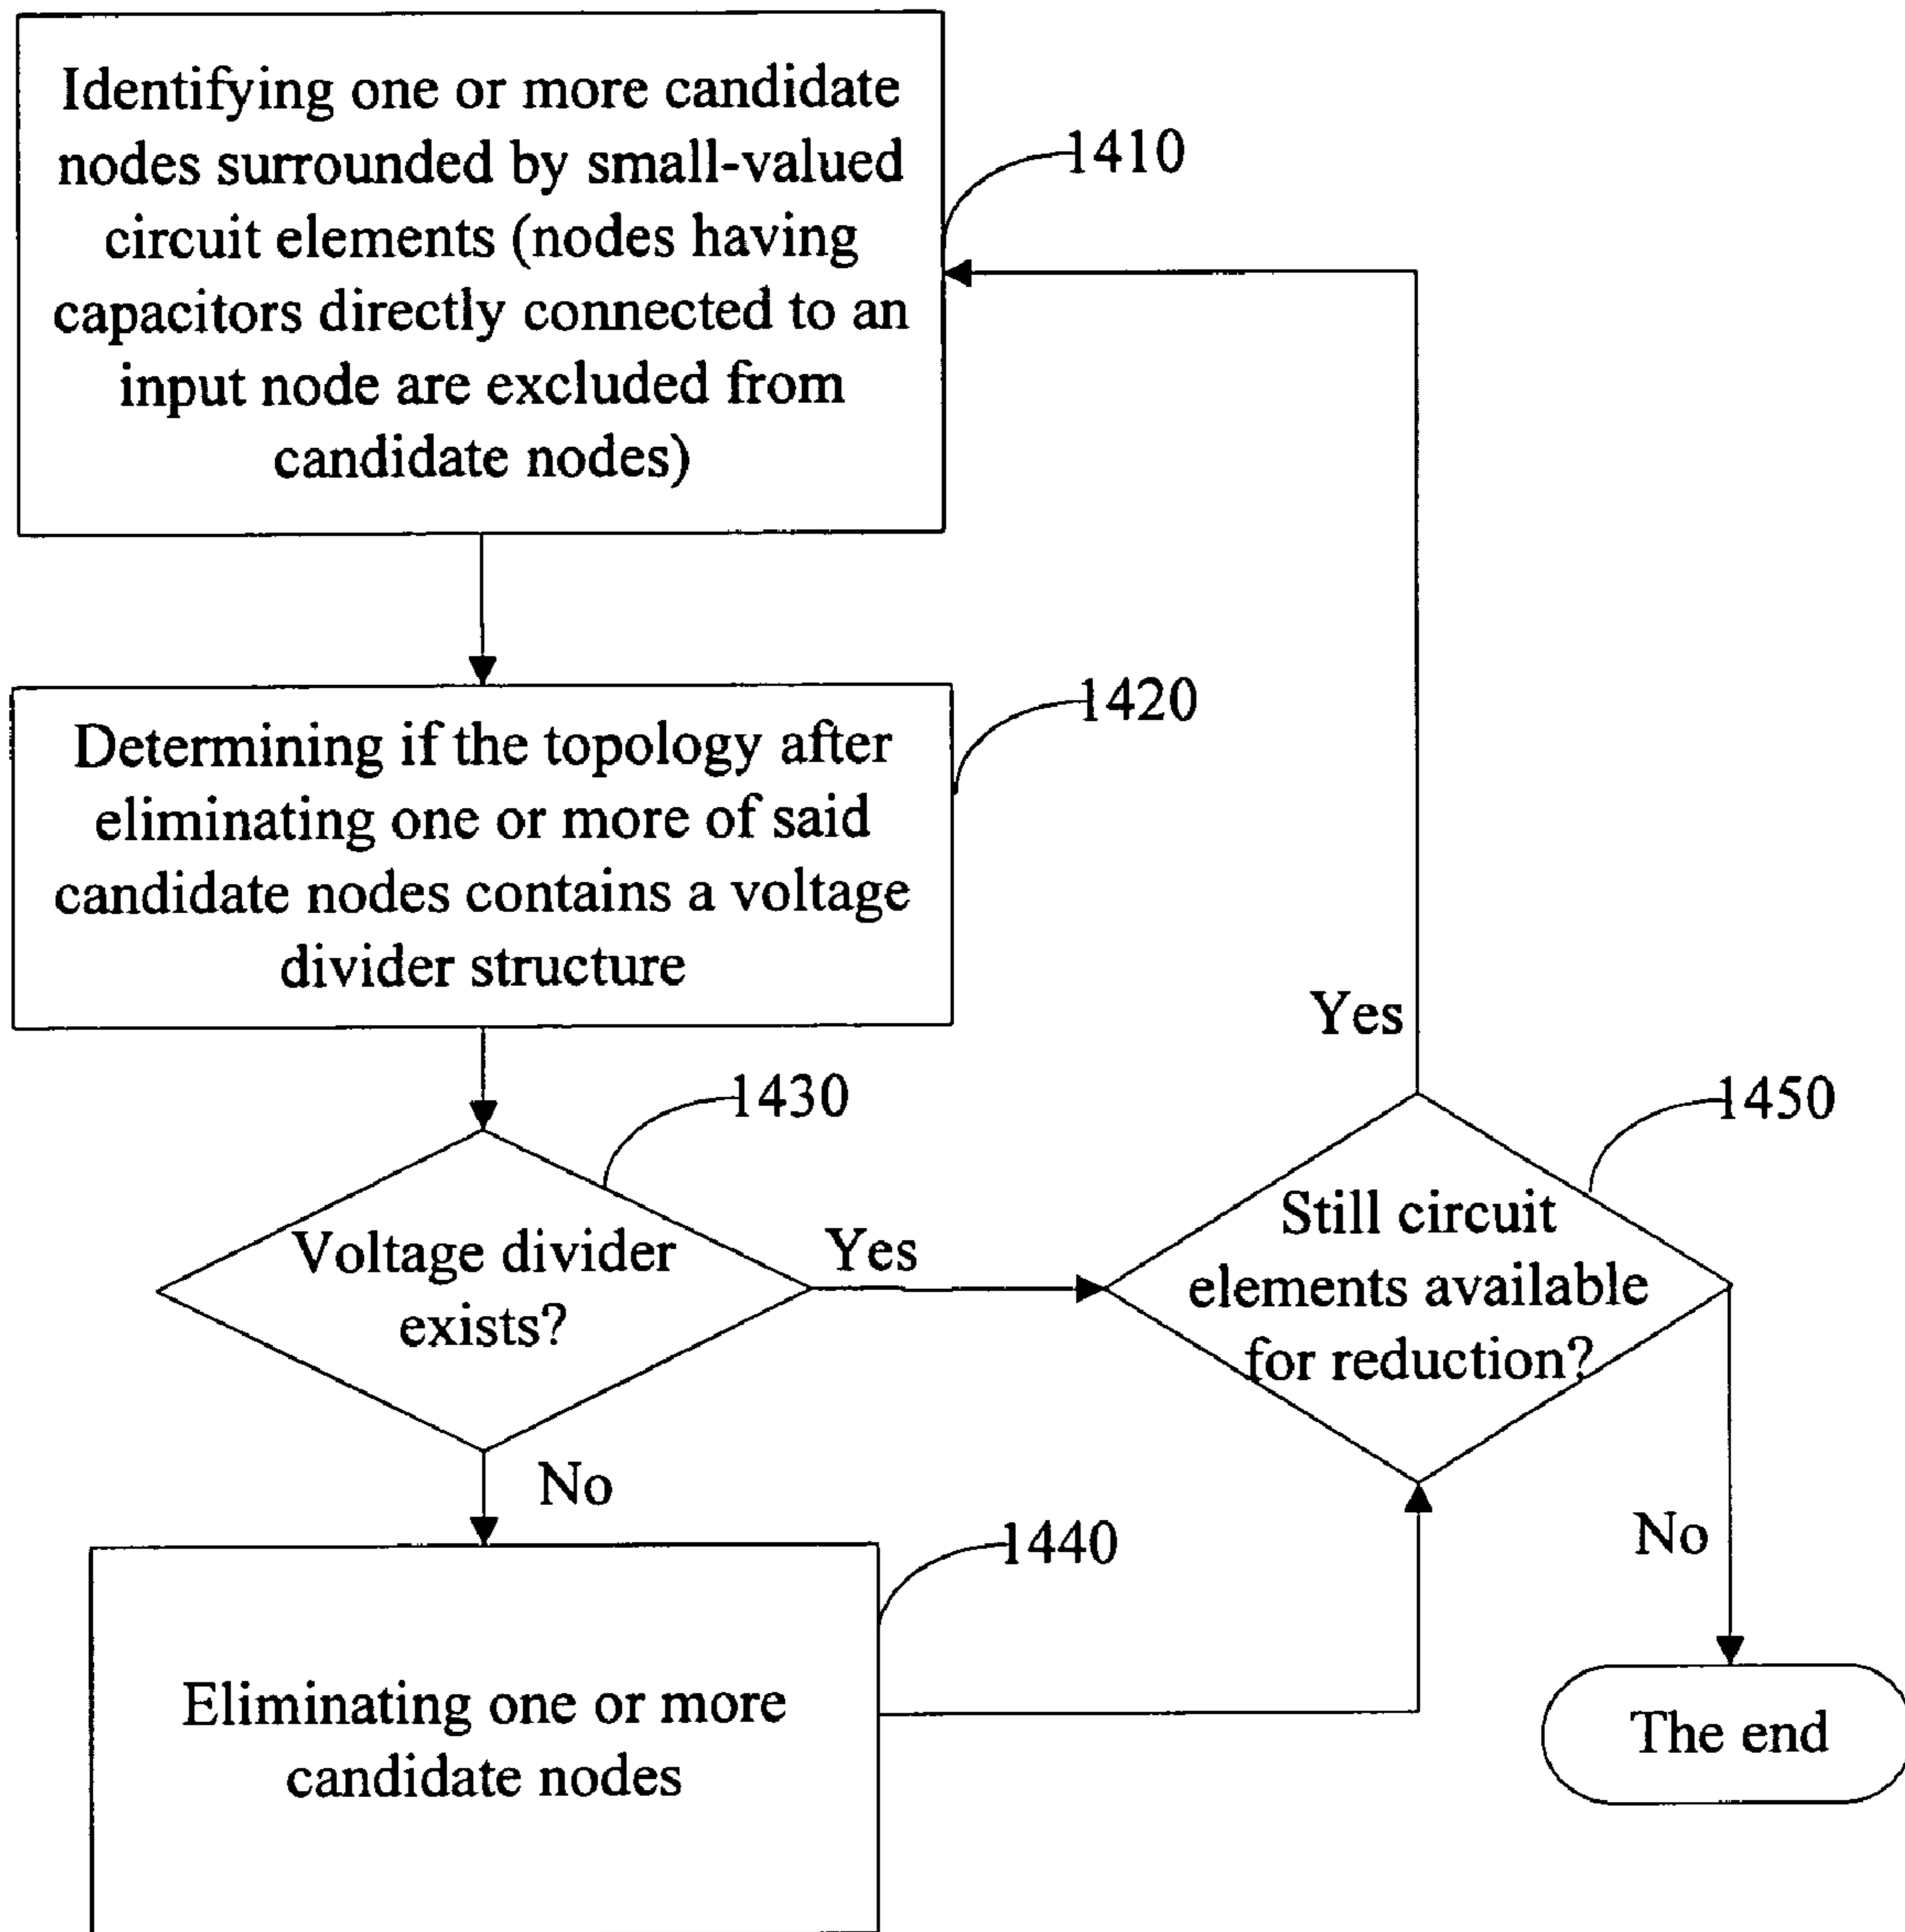 Identifying one or more candidate
nodes surrounded by small-valued
circuit elements (nodes having
capacitors directly connected to an
input node are excluded from
candidate nodes)
1410
Determining if the topology after
eliminating one or more of said
candidate nodes contains a voltage
divider structure
1420
Voltage divider
exists?
1430
Yes
No
Still circuit
elements available
for reduction?
1450
Yes
No
Eliminating one or more
candidate nodes
1440
The end